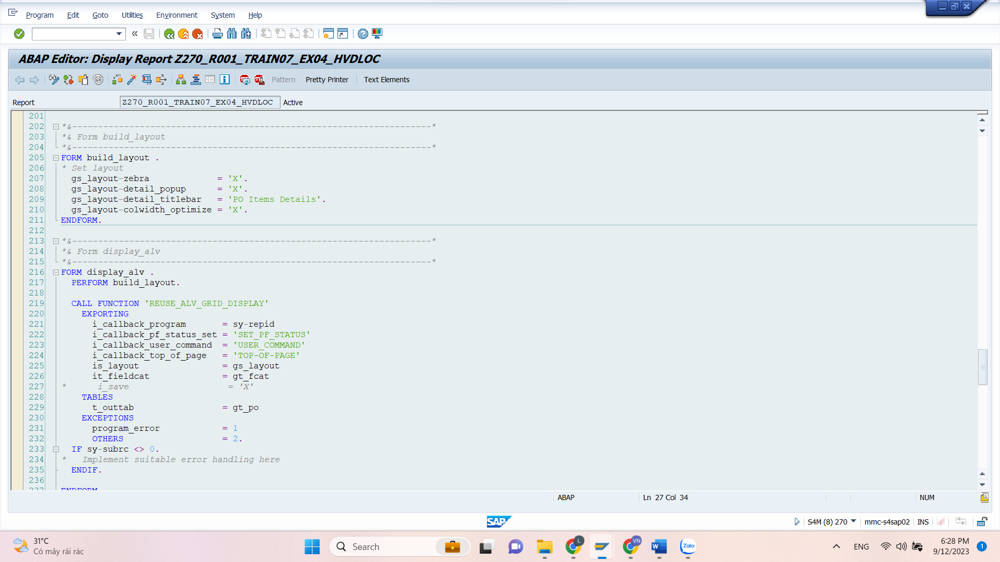 Program Edit Goto Utilities Environment System Help
ABAP Editor: Display Report Z270_R001_TRAIN07_EX04_HVDLOC
Pattern Pretty Printer Text Elements
Report Z270_R001_TRAIN07_EX04_HVDLOC Active
201
202 *&---------------------------------------------------------------------*
203 *& Form build_layout
204 *&---------------------------------------------------------------------*
205 FORM build_layout .
206 * Set layout
207 gs_layout-zebra = 'X'.
208 gs_layout-detail_popup = 'X'.
209 gs_layout-detail_titlebar = 'PO Items Details'.
210 gs_layout-colwidth_optimize = 'X'.
211 ENDFORM.
212
213 *&---------------------------------------------------------------------*
214 *& Form display_alv
215 *&---------------------------------------------------------------------*
216 FORM display_alv .
217 PERFORM build_layout.
218
219 CALL FUNCTION 'REUSE_ALV_GRID_DISPLAY'
220 EXPORTING
221 i_callback_program = sy-repid
222 i_callback_pf_status_set = 'SET_PF_STATUS'
223 i_callback_user_command = 'USER_COMMAND'
224 i_callback_top_of_page = 'TOP-OF-PAGE'
225 is_layout = gs_layout
226 it_fieldcat = gt_fcat
227 * i_save = 'X'
228 TABLES
229 t_outtab = gt_po
230 EXCEPTIONS
231 program_error = 1
232 OTHERS = 2.
233 IF sy-subrc <> 0.
234 * Implement suitable error handling here
235 ENDIF.
236
237 ENDFORM
ABAP Ln 27 Col 34 NUM
SAP S4M (8) 270 mmc-s4sap02 INS
31°C
Có mây rải rác
Search
L
VN
W
Zalo
ENG
6:28 PM
9/12/2023
1